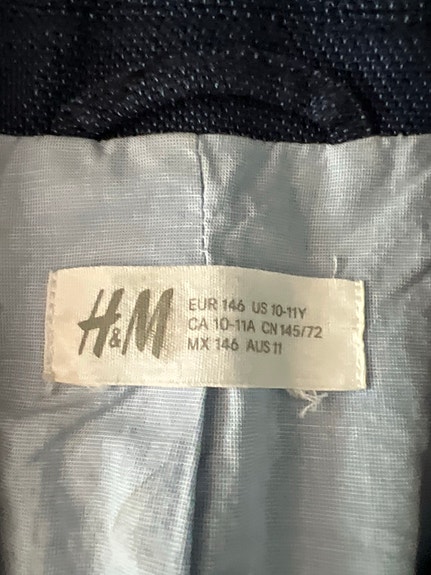 H&M
EUR 146 US 10-11Y
CA 10-11A CN 145/72
MX 146 AUS 11